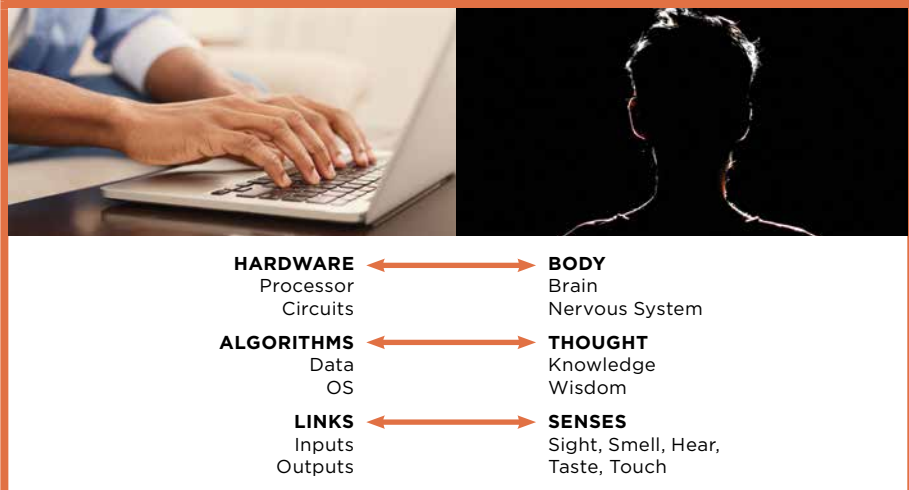 HARDWARE BODY
Processor Brain
Circuits Nervous System
ALGORITHMS THOUGHT
Data Knowledge
OS Wisdom
LINKS SENSES
Inputs Sight, Smell, Hear,
Outputs Taste, Touch